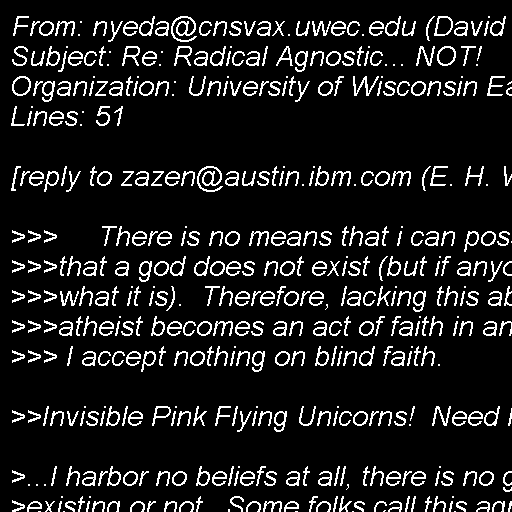 From: nyeda@cnsvax.uwec.edu (David
Subject: Re: Radical Agnostic... NOT!
Organization: University of Wisconsin Ea
Lines: 51
[reply to zazen@austin.ibm.com (E. H. W
>>> There is no means that i can pos
>>>that a god does not exist (but if anyo
>>>what it is). Therefore, lacking this ab
>>>atheist becomes an act of faith in an
>>> I accept nothing on blind faith.
>>Invisible Pink Flying Unicorns! Need
>...I harbor no beliefs at all, there is no g
>existing or not. Some folks call this agn